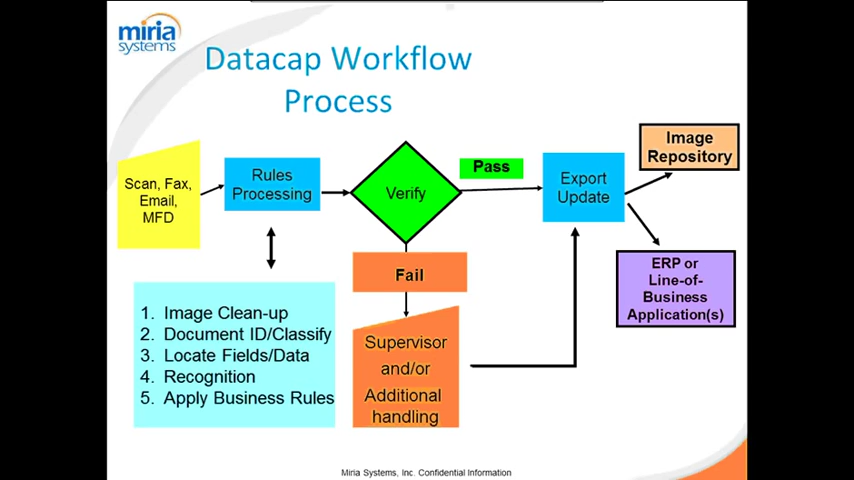 miria
systems
Datacap Workflow
Process
Scan, Fax,
Email,
MFD
Rules
Processing
Verify
Pass
Export
Update
Image
Repository
ERP or
Line-of-
Business
Application(s)
Fail
Supervisor
and/or
Additional
handling
1. Image Clean-up
2. Document ID/Classify
3. Locate Fields/Data
4. Recognition
5. Apply Business Rules
Miria Systems, Inc. Confidential Information